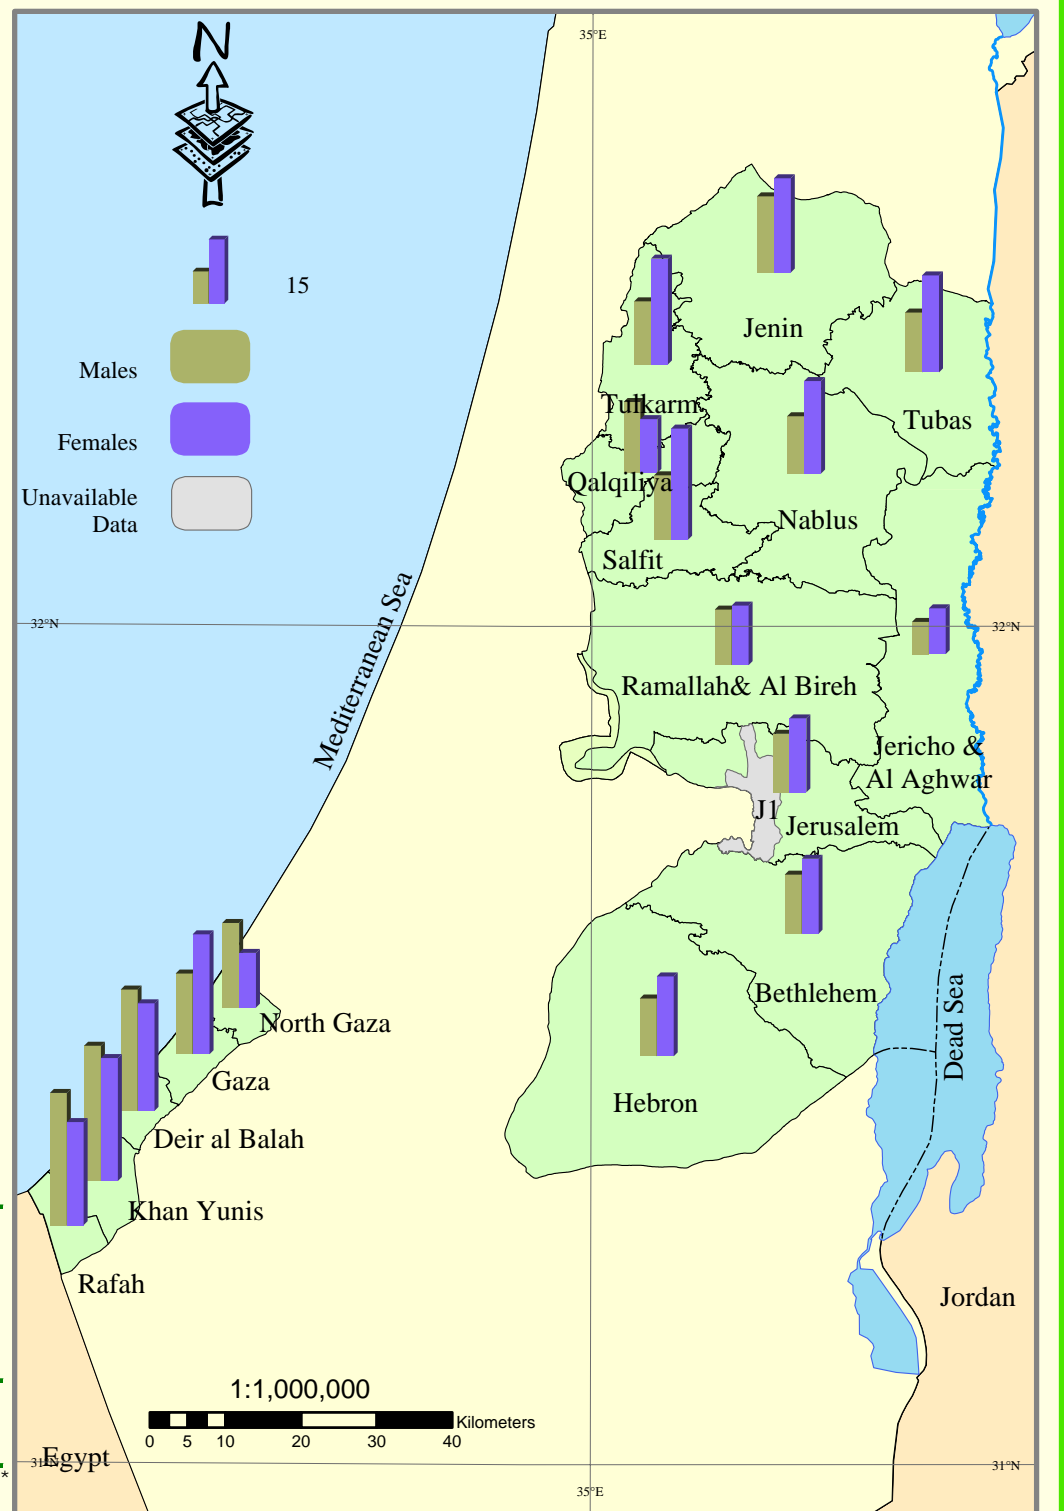 N
35°E
15
Males
Females
Unavailable
Data
Jenin
Tulkarm
Tubas
Qalqiliya
Nablus
Salfit
Mediterranean Sea
32°N
32°N
Ramallah& Al Bireh
Jericho &
Al Aghwar
J1
Jerusalem
Bethlehem
Dead Sea
North Gaza
Gaza
Hebron
Deir al Balah
Khan Yunis
Rafah
Jordan
1:1,000,000
Kilometers
0 5 10 20 30 40
Egypt
31°N
31°N
*
35°E